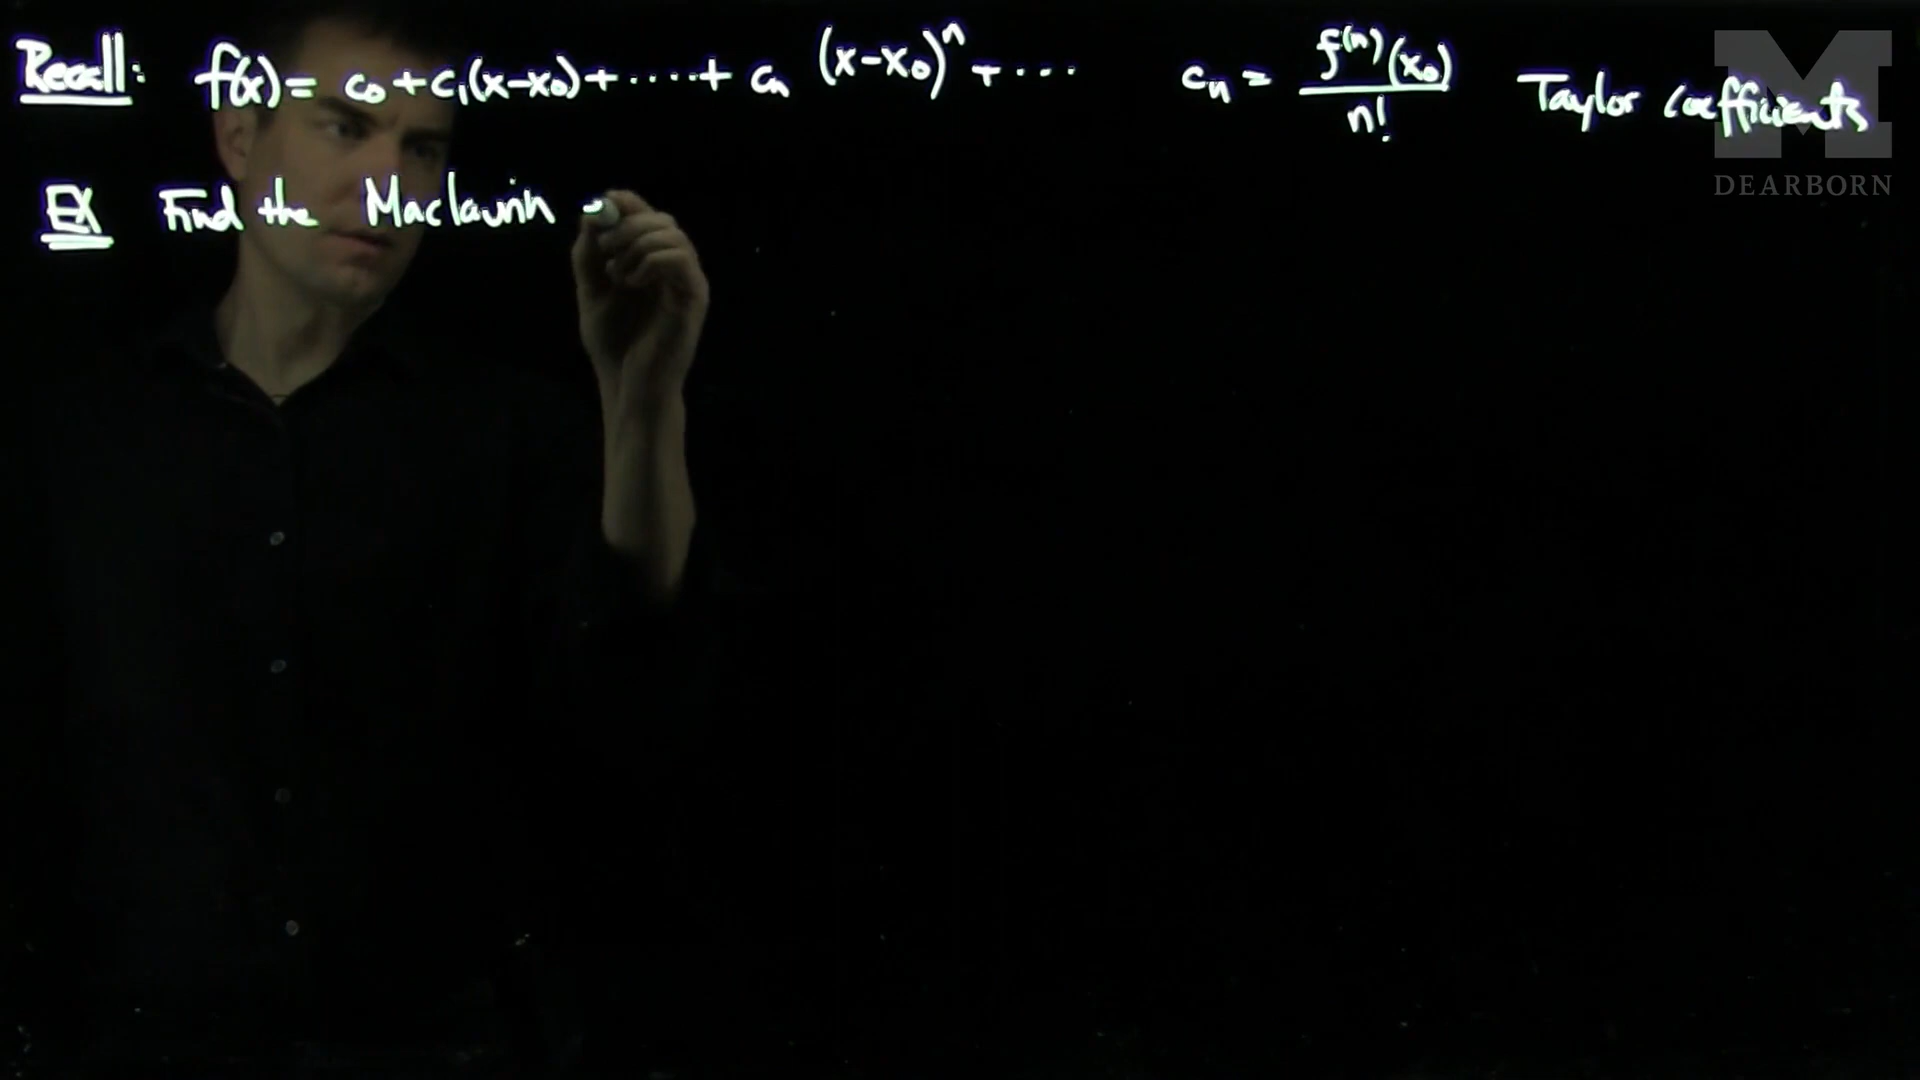 Recall: f(x) = c₀ + c₁(x-x₀) + ····· + cₙ (x-x₀)ⁿ + ··· cₙ = f⁽ⁿ⁾(x₀) / n! Taylor coefficients
EX Find the Maclaurin
M
DEARBORN